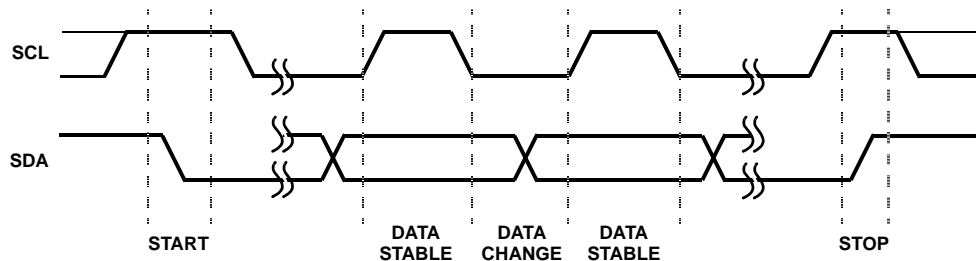 SCL
SDA
START
DATA
STABLE
DATA
CHANGE
DATA
STABLE
STOP